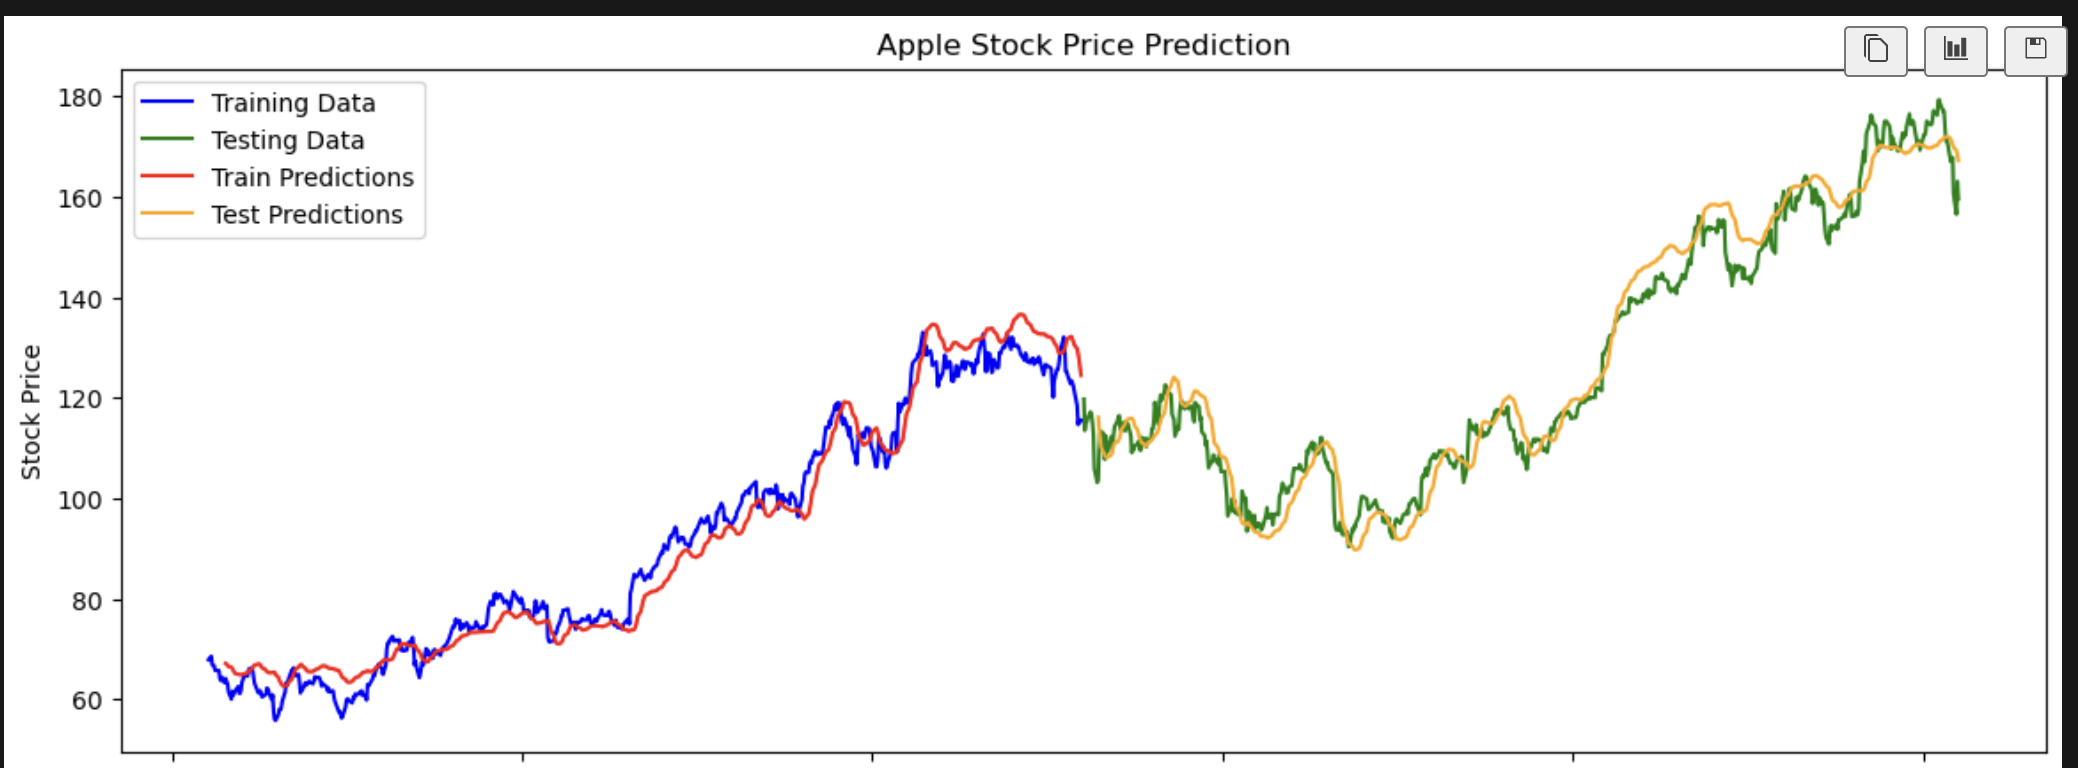 Apple Stock Price Prediction
Training Data
Testing Data
Train Predictions
Test Predictions
180
160
140
120
100
80
60
Stock Price